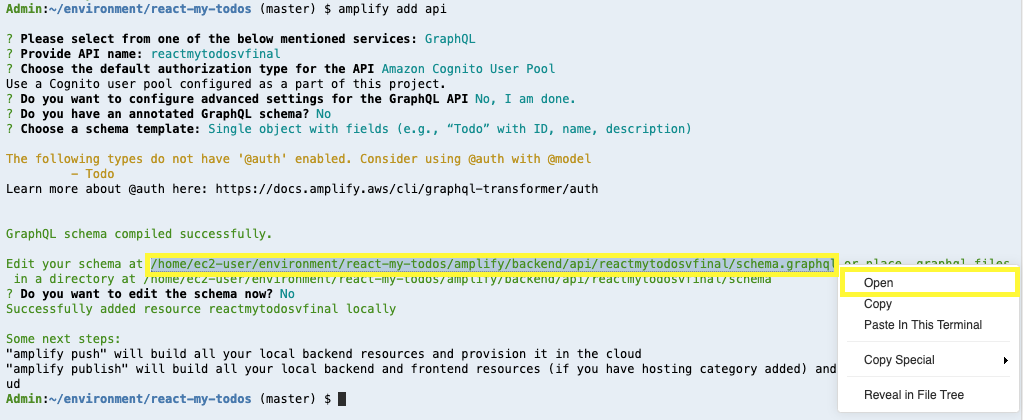 Admin:~/environment/react-my-todos (master) $ amplify add api
? Please select from one of the below mentioned services: GraphQL
? Provide API name: reactmytodosvfinal
? Choose the default authorization type for the API Amazon Cognito User Pool
Use a Cognito user pool configured as a part of this project.
? Do you want to configure advanced settings for the GraphQL API No, I am done.
? Do you have an annotated GraphQL schema? No
? Choose a schema template: Single object with fields (e.g., “Todo” with ID, name, description)
The following types do not have '@auth' enabled. Consider using @auth with @model
- Todo
Learn more about @auth here: https://docs.amplify.aws/cli/graphql-transformer/auth
GraphQL schema compiled successfully.
Edit your schema at /home/ec2-user/environment/react-my-todos/amplify/backend/api/reactmytodosvfinal/schema.graphql or place .graphql files
in a directory at /home/ec2-user/environment/react-my-todos/amplify/backend/api/reactmytodosvfinal/schema
? Do you want to edit the schema now? No
Successfully added resource reactmytodosvfinal locally
Some next steps:
"amplify push" will build all your local backend resources and provision it in the cloud
"amplify publish" will build all your local backend and frontend resources (if you have hosting category added) and
ud
Admin:~/environment/react-my-todos (master) $
Open
Copy
Paste In This Terminal
Copy Special
Reveal in File Tree